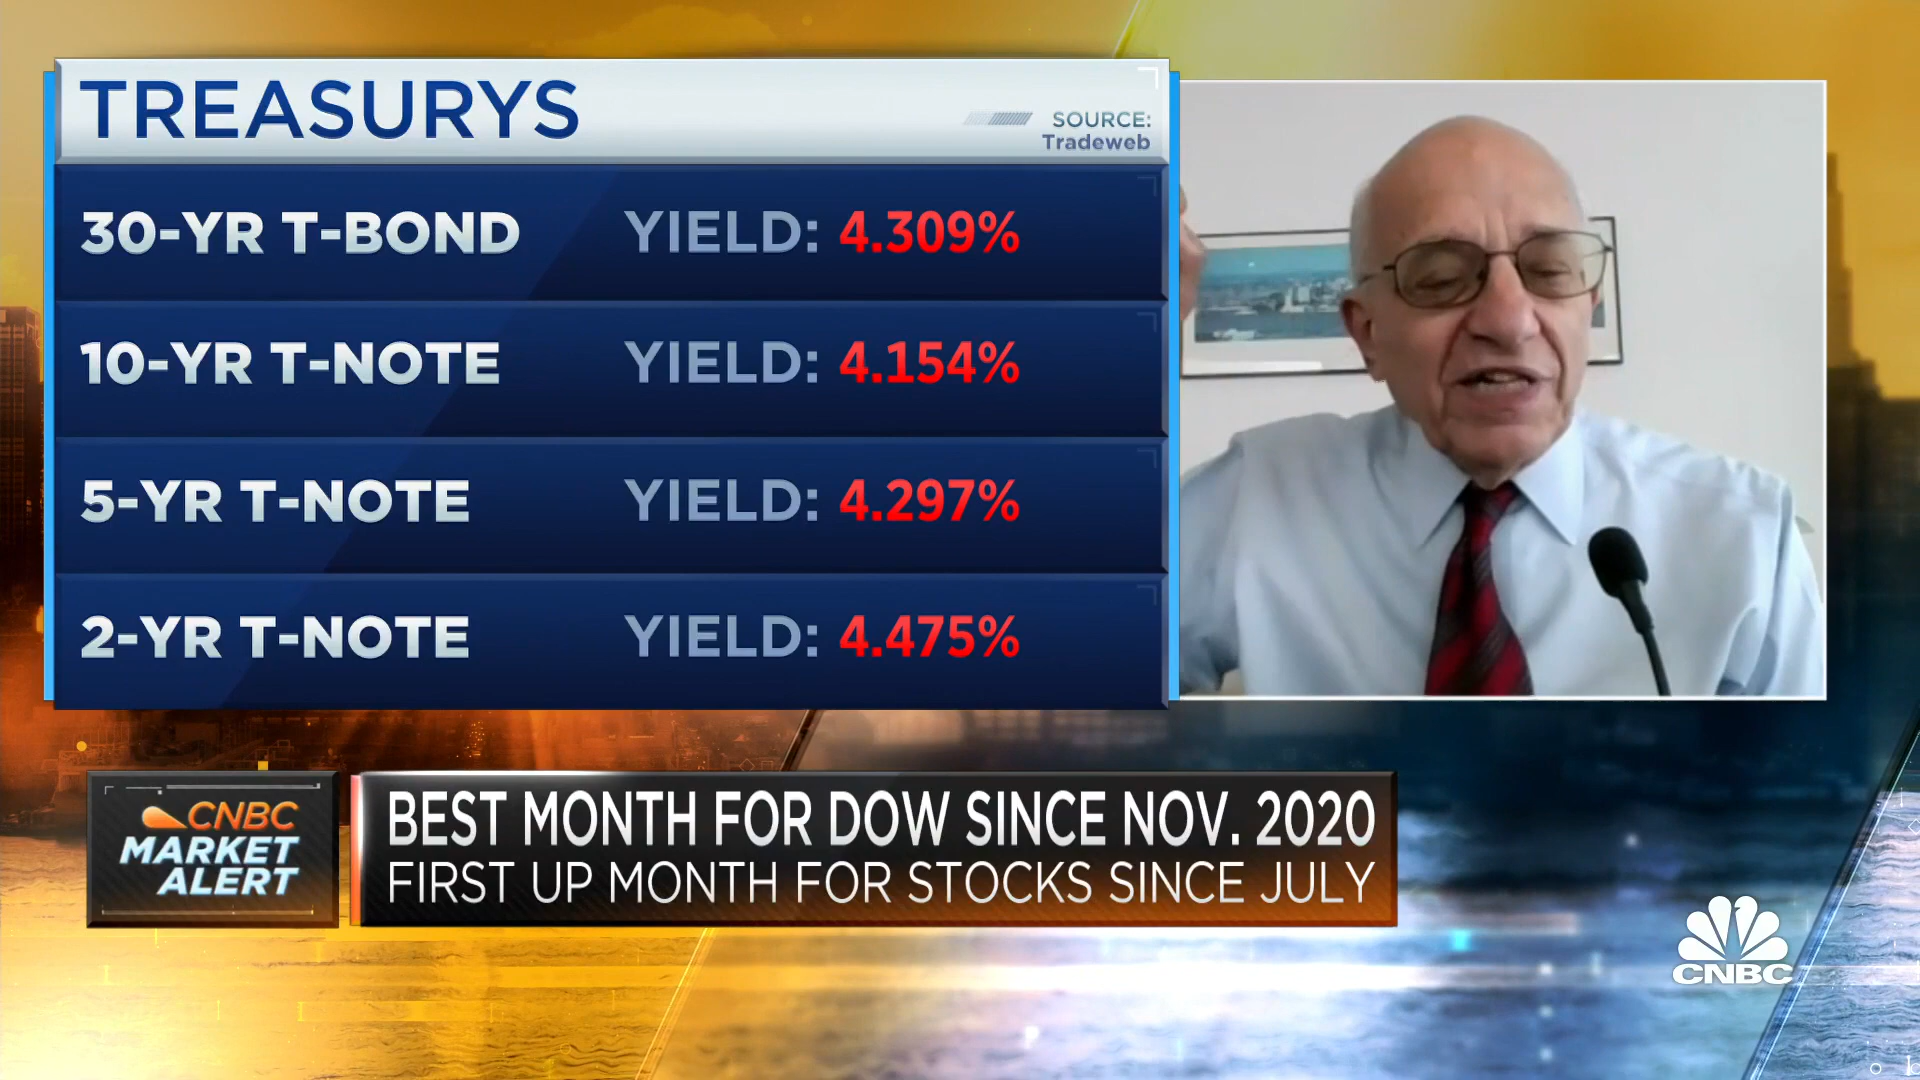 TREASURYS
SOURCE:
Tradeweb
30-YR T-BOND YIELD: 4.309%
10-YR T-NOTE YIELD: 4.154%
5-YR T-NOTE YIELD: 4.297%
2-YR T-NOTE YIELD: 4.475%
CNBC
MARKET
ALERT
BEST MONTH FOR DOW SINCE NOV. 2020
FIRST UP MONTH FOR STOCKS SINCE JULY
CNBC